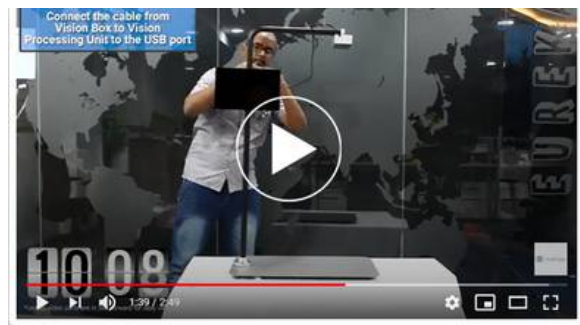 Connect the cable from
Vision Box to Vision
Processing Unit to the USB port
EUREK
10 08
1:39 / 2:49